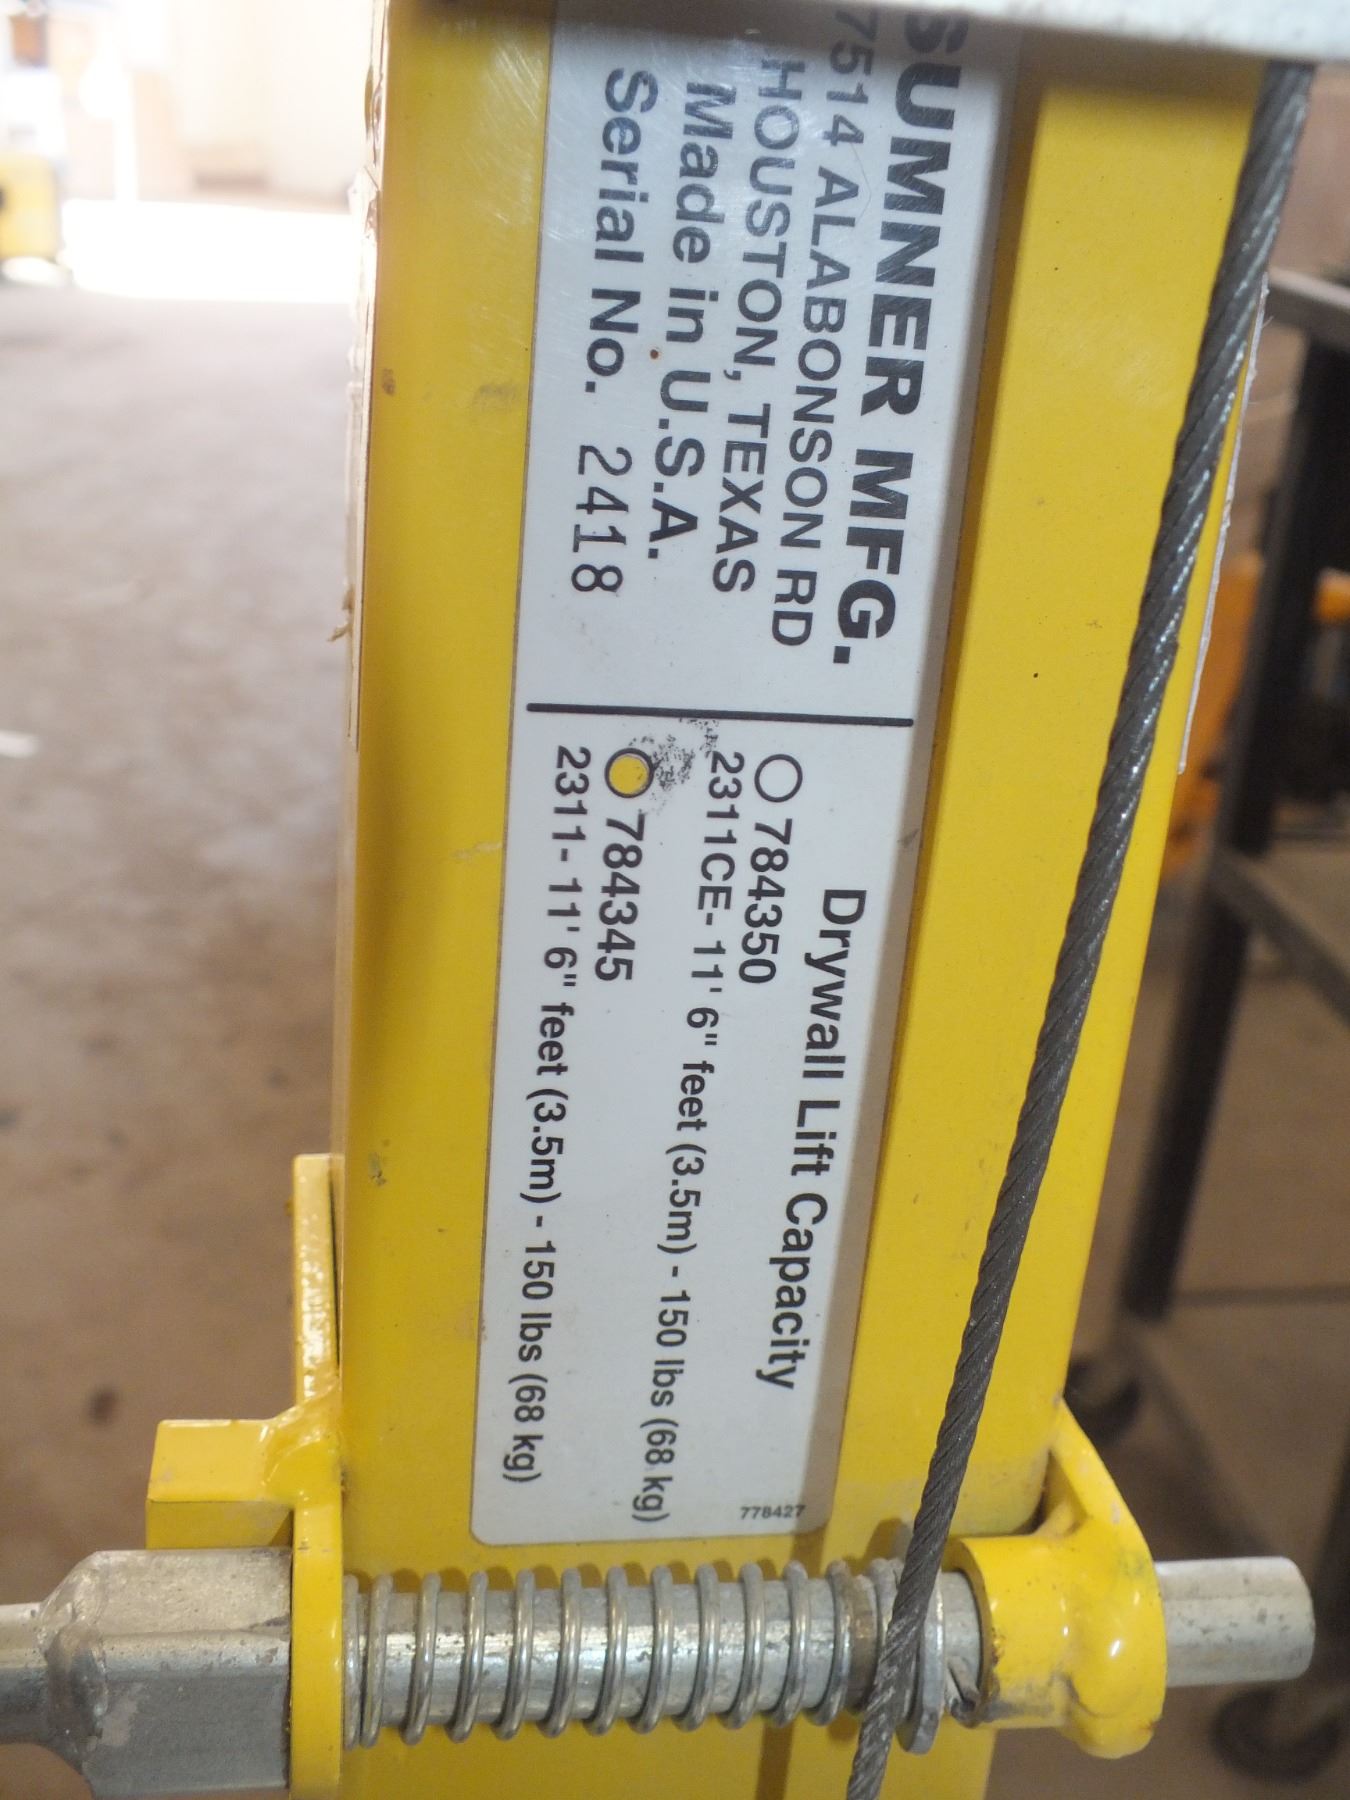 SUMNER MFG.
7514 ALABONSON RD
HOUSTON, TEXAS
Made in U.S.A.
Serial No. 2418
Drywall Lift Capacity
784350
2311CE- 11' 6" feet (3.5m) - 150 lbs (68 kg)
784345
2311- 11' 6" feet (3.5m) - 150 lbs (68 kg)
778427